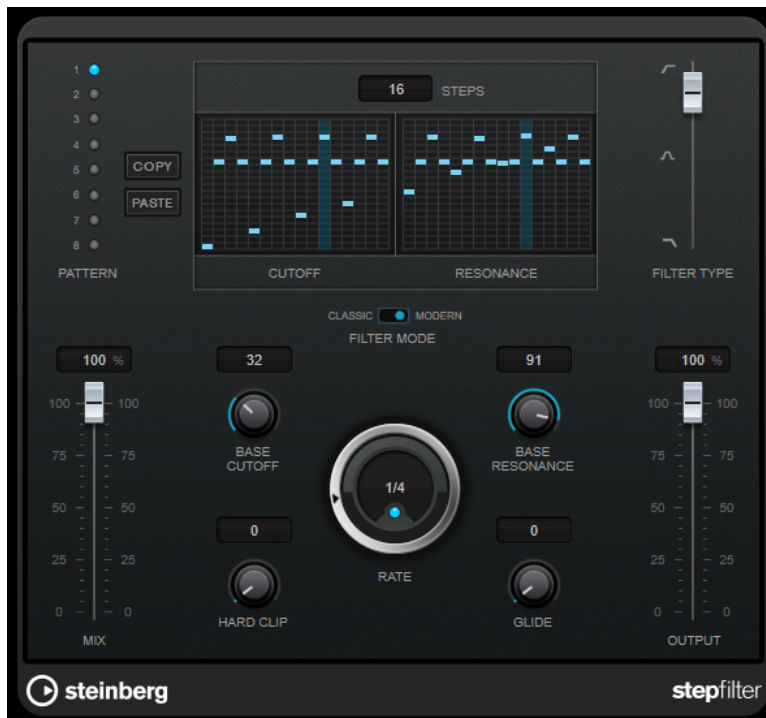 1
2
3
4
5
6
7
8
PATTERN
COPY
PASTE
16 STEPS
CUTOFF
RESONANCE
FILTER TYPE
CLASSIC MODERN
FILTER MODE
100 %
32
91
100 %
100 100
75 75
50 50
25 25
0 0
MIX
BASE
CUTOFF
BASE
RESONANCE
1/4
RATE
0
HARD CLIP
0
GLIDE
100 100
75 75
50 50
25 25
0 0
OUTPUT
steinberg
stepfilter